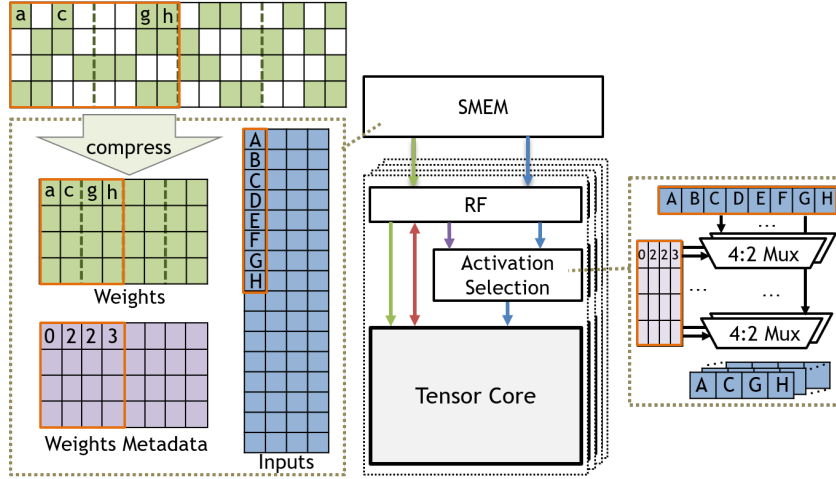 a c g h
compress
a c g h
Weights
0 2 2 3
Weights Metadata
A
B
C
D
E
F
G
H
Inputs
SMEM
RF
Activation
Selection
Tensor Core
A B C D E F G H
...
0 2 2 3
4:2 Mux
... ...
4:2 Mux
A C G H